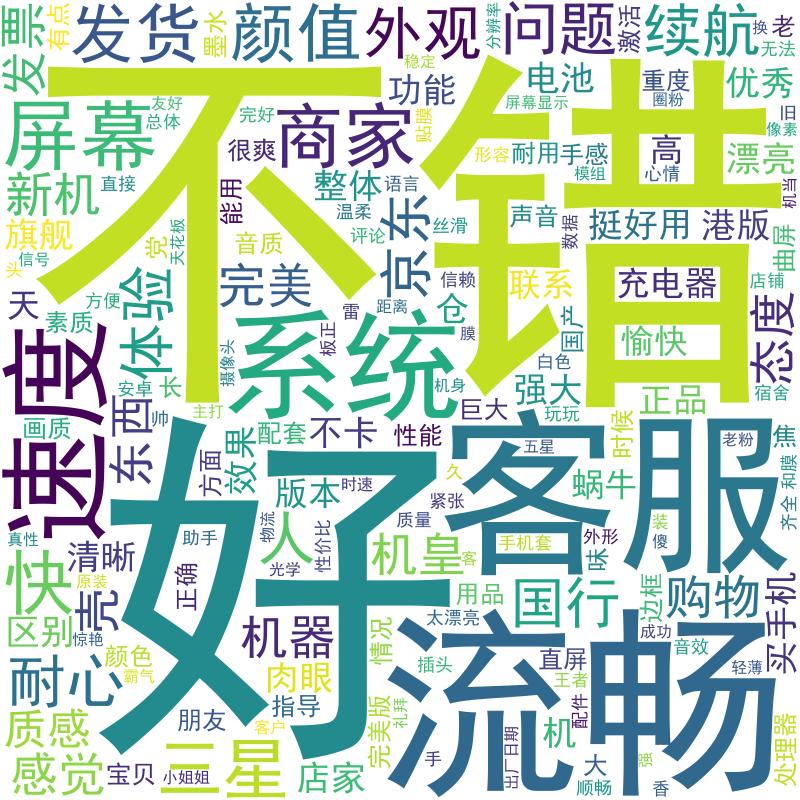 发票
有点
发货
墨水
颜值
稳定
外观
问题
分辨率
激活
续航
换
老
无法
不错
功能
电池
重度
圈粉
优秀
屏幕
友好
总体
完好
贴膜
商家
屏幕显示
像素
很爽
形容
耐用
手感
高
心情
漂亮
新机
直接
能用
整体
语言
模组
机当
旗舰
党
天花板
音质
温柔
评论
京东
丝滑
声音
数据
挺好用
港版
曲屏
头
信号
完美
信赖
联系
充电器
店铺
天
方便
体验
雷
距离
仓
国产
态度
素质
摄像头
系统
板正
膜
白色
愉快
速度
安卓
长
机身
强大
正品
宿舍
画质
东西
帅
主打
配套
不卡
性能
巨大
玩玩
时候
效果
方面
好
客服
五星
老粉
焦
真性
清晰
助手
版本
时速
久
紧张
蜗牛
齐全
和膜
物流
人
性价比
质量
手机套
外形
装
傻
快
原装
壳
正确
光学
机皇
客
味
区别
惊艳
机器
用品
国行
边框
购物
买手机
耐心
颜色
霸气
肉眼
情况
太漂亮
流畅
成功
音效
插头
直屏
轻薄
质感
朋友
指导
完美版
礼拜
王者
配件
感觉
宝贝
三星
小姐姐
客户
店家
手
出厂日期
机
大
顺畅
强
香
处理器